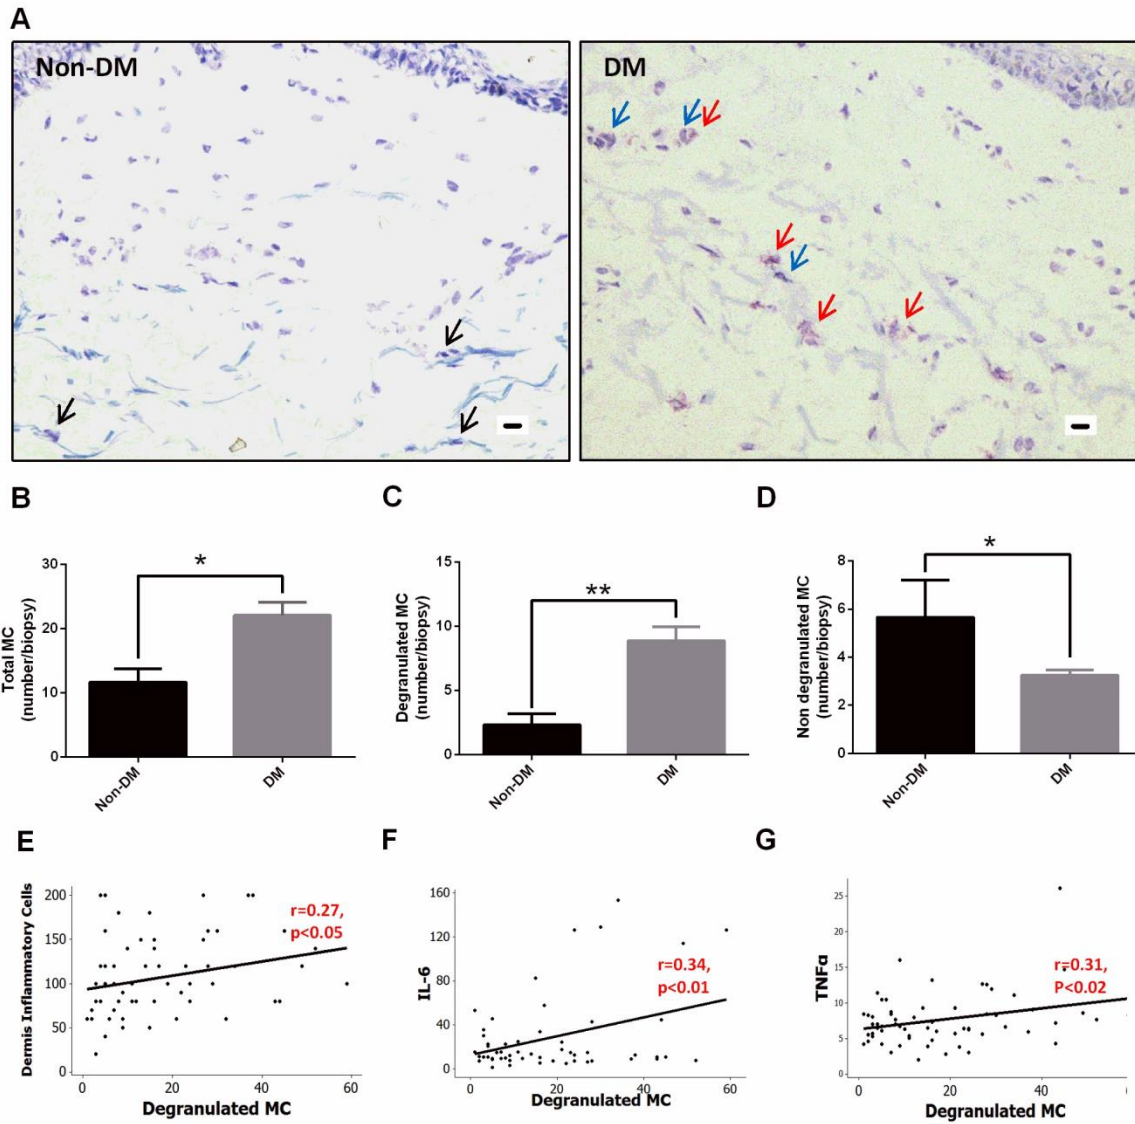 A
Non-DM
DM
B
C
D
Total MC
(number/biopsy)
30
20
10
0
*
Non-DM
DM
Degranulated MC
(number/biopsy)
15
10
5
0
**
Non-DM
DM
Non degranulated MC
(number/biopsy)
8
6
4
2
0
*
Non-DM
DM
E
F
G
Dermis Inflammatory Cells
200
150
100
50
0
r=0.27,
p<0.05
0
20
40
60
Degranulated MC
IL-6
160
120
80
40
0
r=0.34,
p<0.01
0
20
40
60
Degranulated MC
TNFα
25
20
15
10
5
0
r=0.31,
P<0.02
0
20
40
Degranulated MC